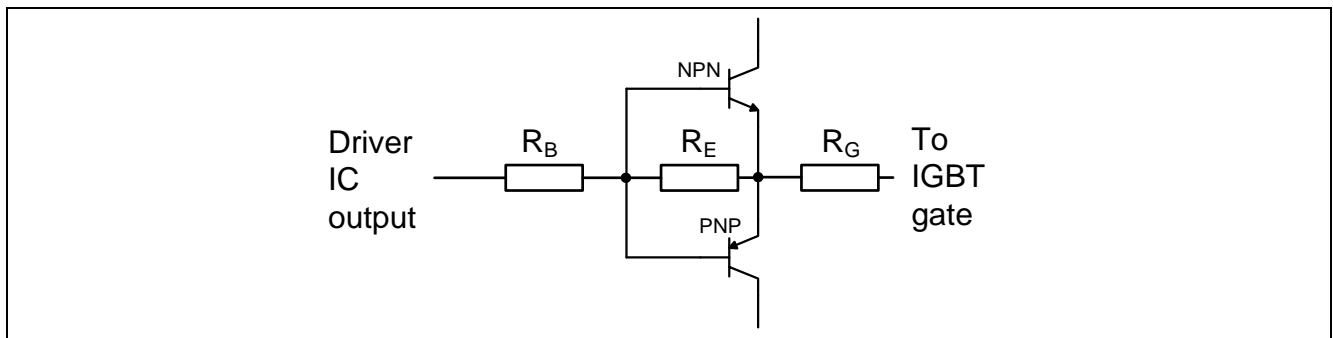 NPN
Driver
IC
output
R_B
R_E
R_G
To
IGBT
gate
PNP